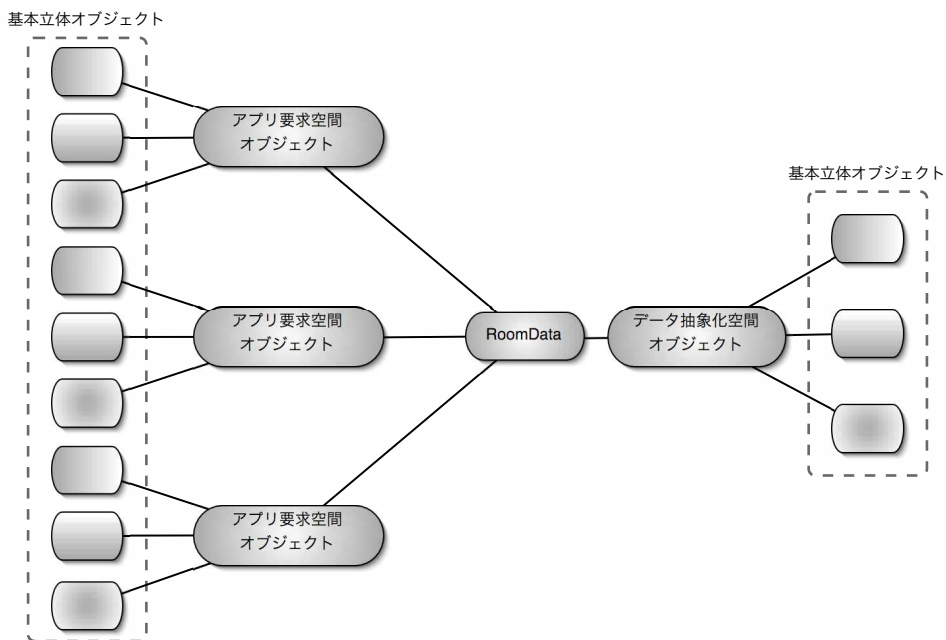 基本立体オブジェクト
アプリ要求空間
オブジェクト
基本立体オブジェクト
アプリ要求空間
オブジェクト
RoomData
データ抽象化空間
オブジェクト
アプリ要求空間
オブジェクト